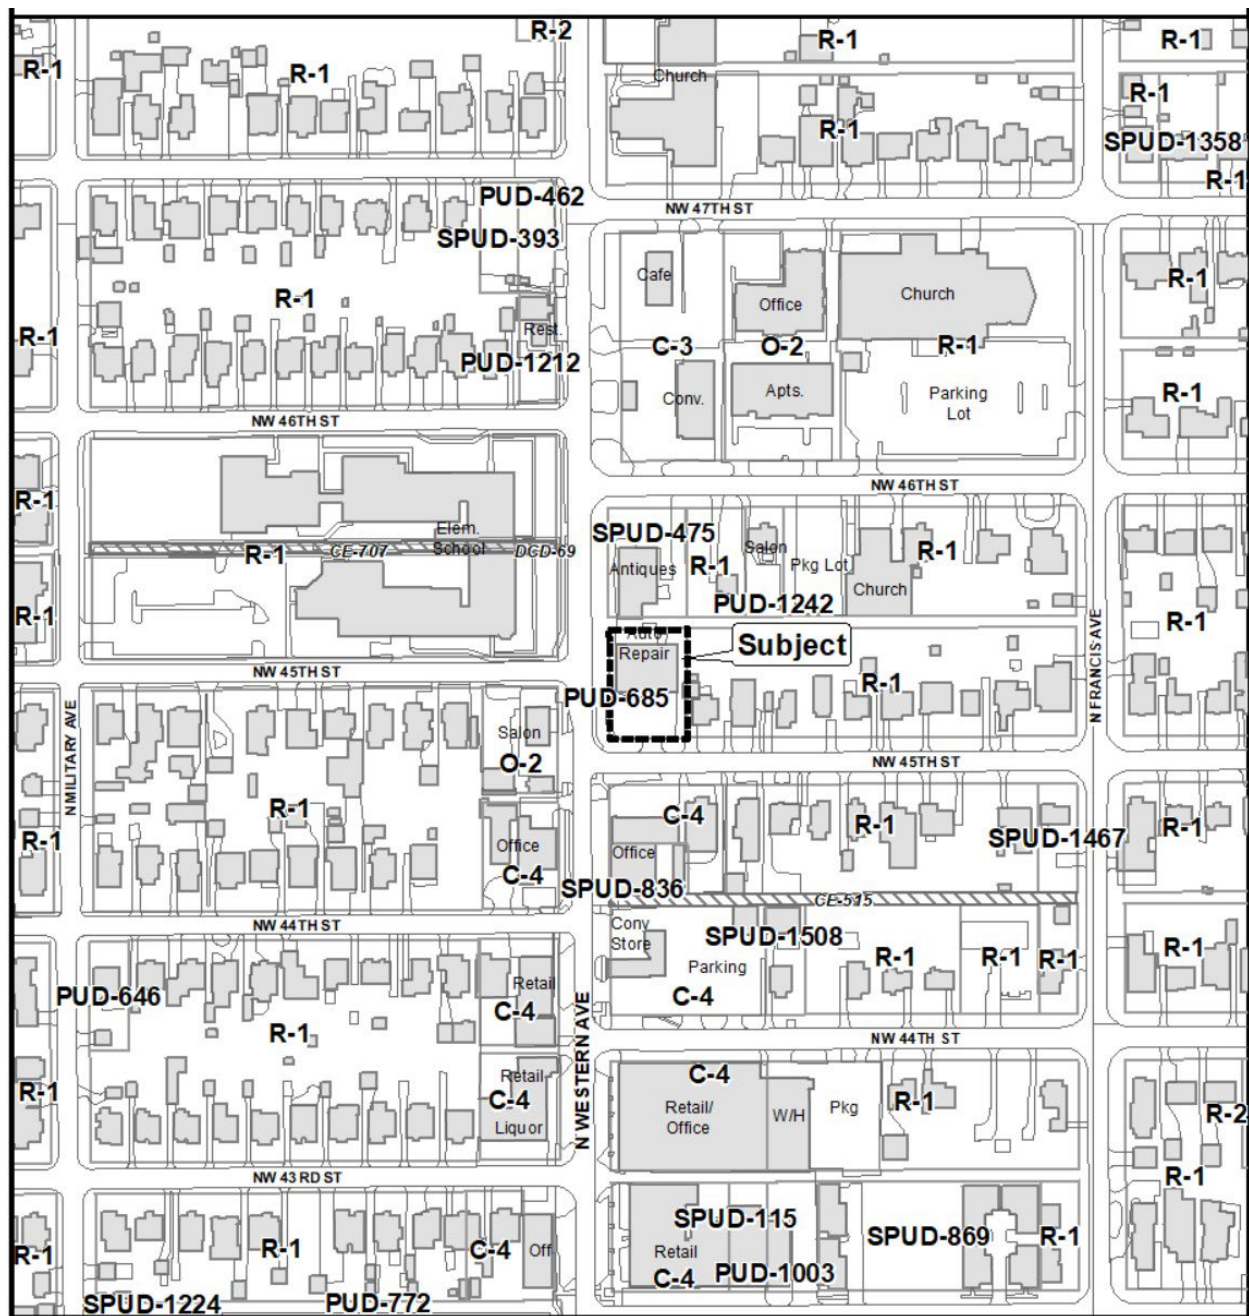 R-2
R-1
R-1
R-1
R-1
Church
R-1
R-1
SPUD-1358
R-1
NW 47TH ST
PUD-462
SPUD-393
R-1
R-1
Rest.
PUD-1212
Cafe
Office
Church
R-1
C-3
O-2
R-1
Conv.
Apts.
Parking
Lot
R-1
NW 46TH ST
NW 46TH ST
R-1
Elem.
School
R-1
CE-707
DCD-69
R-1
SPUD-475
Antiques
R-1
Salon
Pkg Lot
R-1
Church
PUD-1242
N FRANCIS AVE
R-1
Auto
Repair
Subject
PUD-685
R-1
NW 45TH ST
NW 45TH ST
N MILITARY AVE
Salon
O-2
R-1
R-1
Office
C-4
C-4
Office
R-1
SPUD-1467
R-1
SPUD-836
CE-515
NW 44TH ST
Conv
Store
SPUD-1508
Parking
C-4
R-1
R-1
R-1
R-1
PUD-646
R-1
Retail
C-4
N WESTERN AVE
NW 44TH ST
R-1
Retail
C-4
Liquor
C-4
Retail/
Office
W/H
Pkg
R-1
R-2
R-1
NW 43RD ST
R-1
R-1
C-4
Off
SPUD-1224
PUD-772
SPUD-115
Retail
C-4
PUD-1003
SPUD-869
R-1